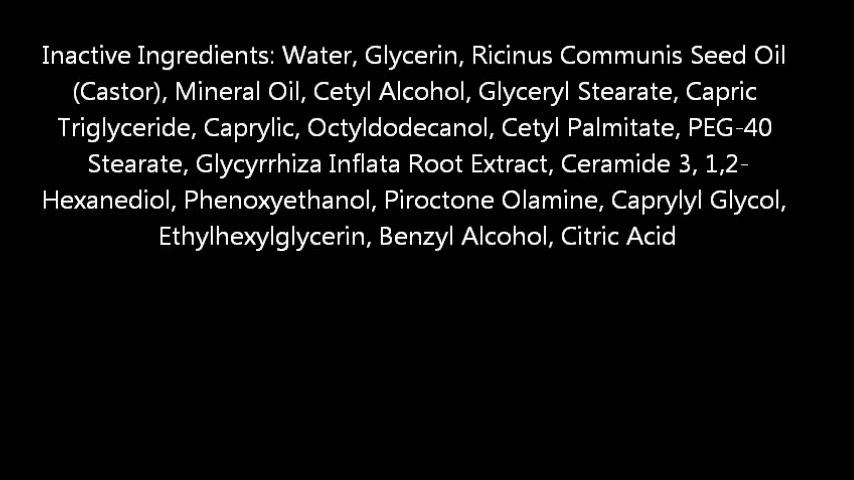 Inactive Ingredients: Water, Glycerin, Ricinus Communis Seed Oil
(Castor), Mineral Oil, Cetyl Alcohol, Glyceryl Stearate, Capric
Triglyceride, Caprylic, Octyldodecanol, Cetyl Palmitate, PEG-40
Stearate, Glycyrrhiza Inflata Root Extract, Ceramide 3, 1,2-
Hexanediol, Phenoxyethanol, Piroctone Olamine, Caprylyl Glycol,
Ethylhexylglycerin, Benzyl Alcohol, Citric Acid